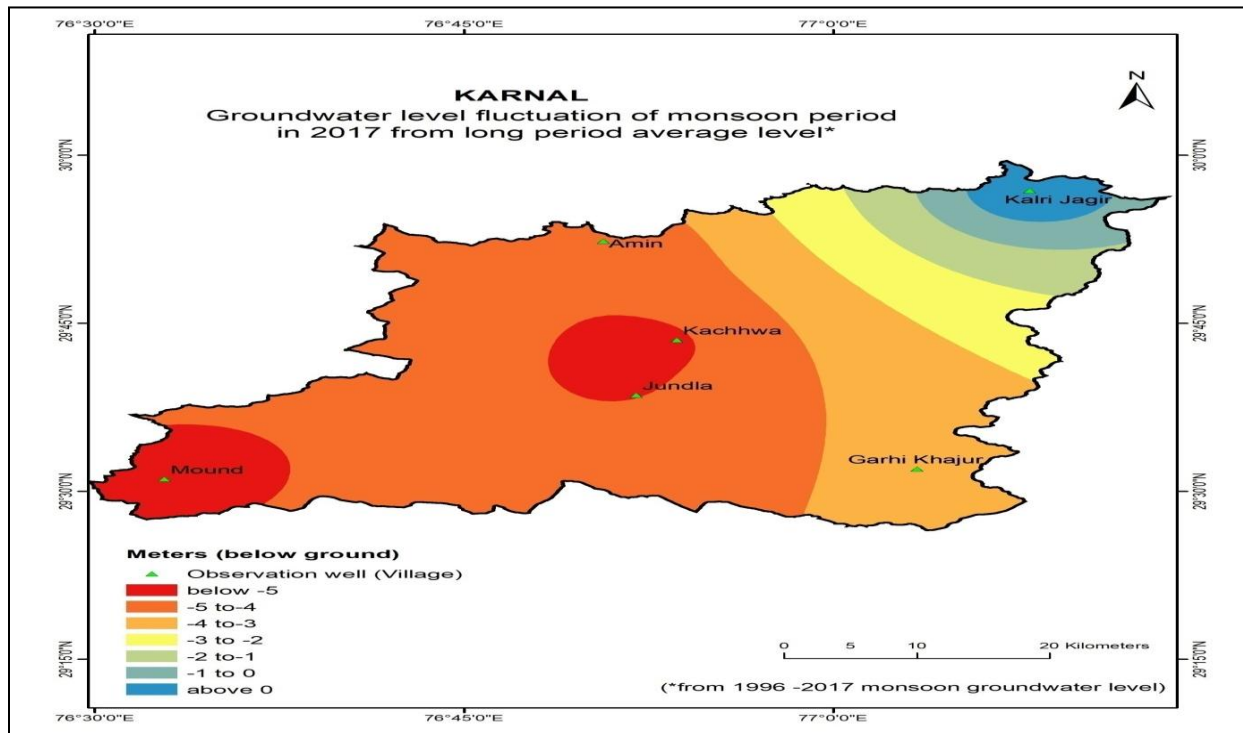 76°30'0"E 76°45'0"E 77°0'0"E
KARNAL
Groundwater level fluctuation of monsoon period
in 2017 from long period average level*
N
30°0'0"N 30°0'0"N
Kalri Jagir
Amin
29°45'0"N 29°45'0"N
Kachhwa
Jundla
Garhi Khajur
Mound
29°30'0"N 29°30'0"N
Meters (below ground)
Observation well (Village)
below -5
-5 to-4
-4 to-3
-3 to -2
-2 to-1
-1 to 0
above 0
0 5 10 20 Kilometers
29°15'0"N 29°15'0"N
(*from 1996 -2017 monsoon groundwater level)
76°30'0"E 76°45'0"E 77°0'0"E